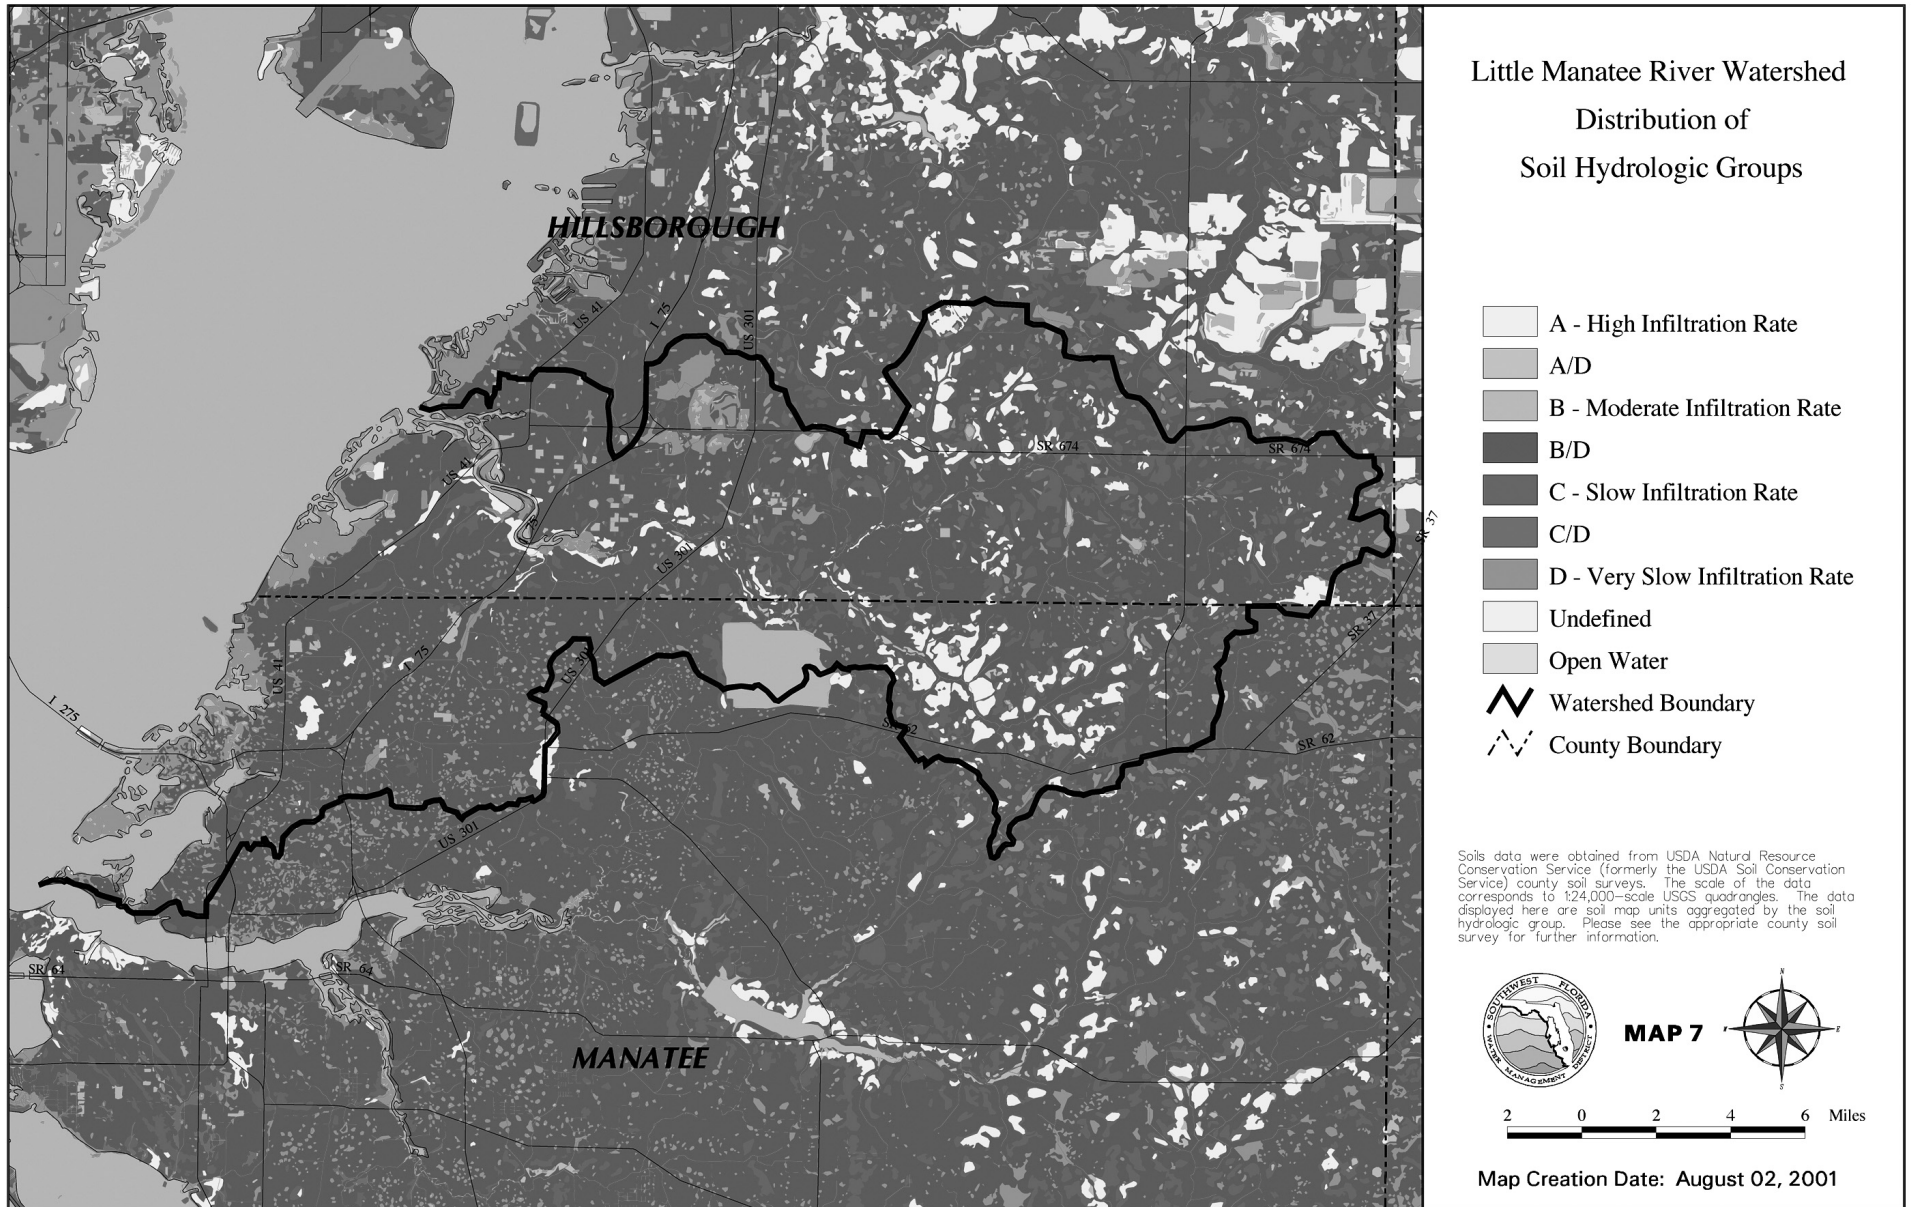 Little Manatee River Watershed
Distribution of
Soil Hydrologic Groups
HILLSBOROUGH
US 41
I 75
US 301
SR 674
SR 674
US 41
I 75
US 301
SR 37
SR 37
US 41
I 75
US 301
SR 62
SR 62
I 275
US 301
SR 64
SR 64
MANATEE
A - High Infiltration Rate
A/D
B - Moderate Infiltration Rate
B/D
C - Slow Infiltration Rate
C/D
D - Very Slow Infiltration Rate
Undefined
Open Water
Watershed Boundary
County Boundary
Soils data were obtained from USDA Natural Resource
Conservation Service (formerly the USDA Soil Conservation
Service) county soil surveys. The scale of the data
corresponds to 1:24,000-scale USGS quadrangles. The data
displayed here are soil map units aggregated by the soil
hydrologic group. Please see the appropriate county soil
survey for further information.
SOUTHWEST FLORIDA
WATER MANAGEMENT DISTRICT
MAP 7
N
W E
S
2 0 2 4 6 Miles
Map Creation Date: August 02, 2001